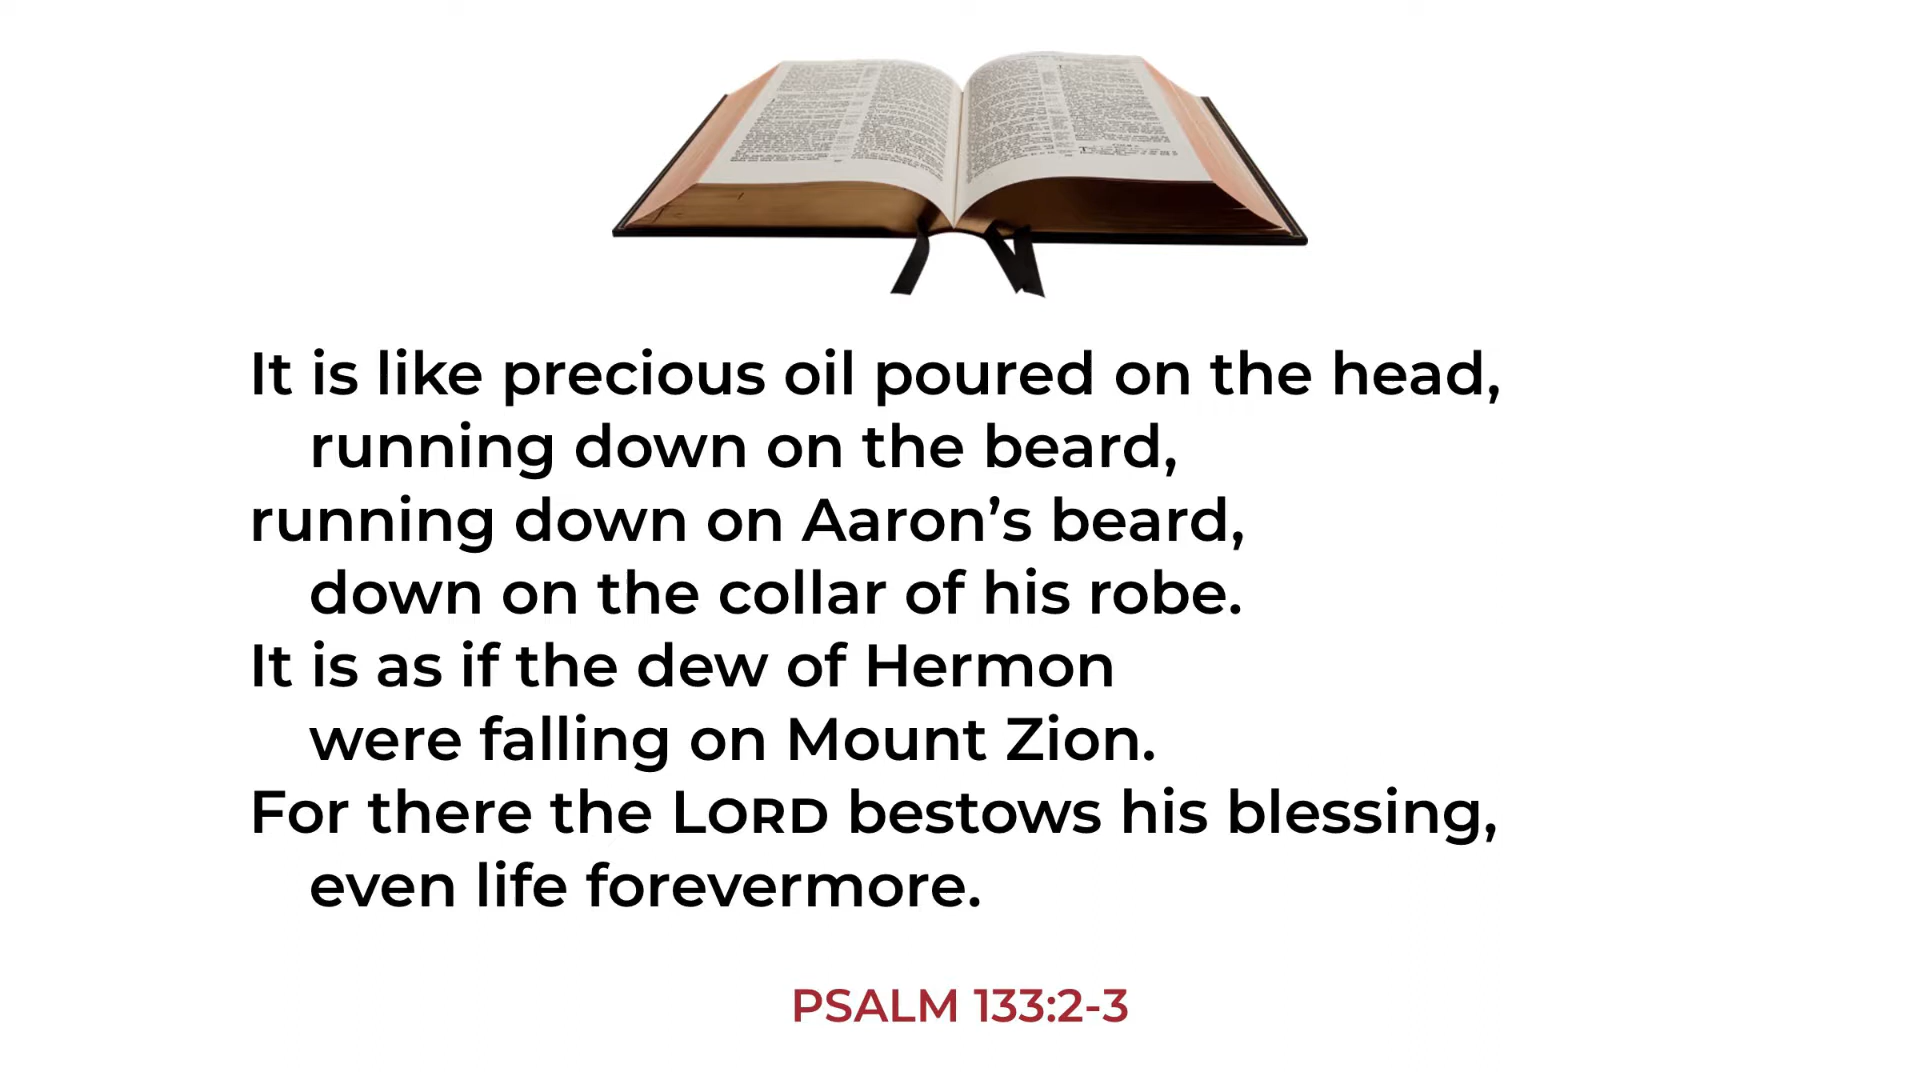 It is like precious oil poured on the head,
running down on the beard,
running down on Aaron’s beard,
down on the collar of his robe.
It is as if the dew of Hermon
were falling on Mount Zion.
For there the LORD bestows his blessing,
even life forevermore.
PSALM 133:2-3